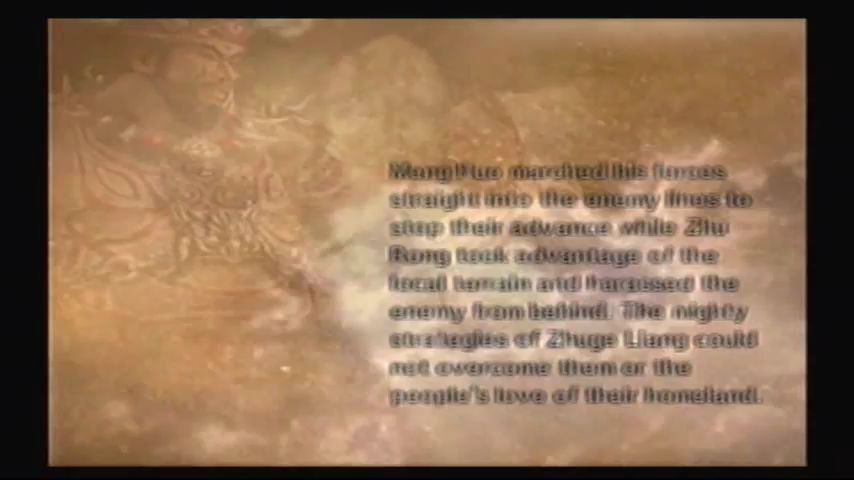 Meng Huo marched his forces
straight into the enemy lines to
stop their advance while Zhu
Rong took advantage of the
local terrain and harassed the
enemy from behind. The mighty
strategies of Zhuge Liang could
not overcome them or the
people's love of their homeland.